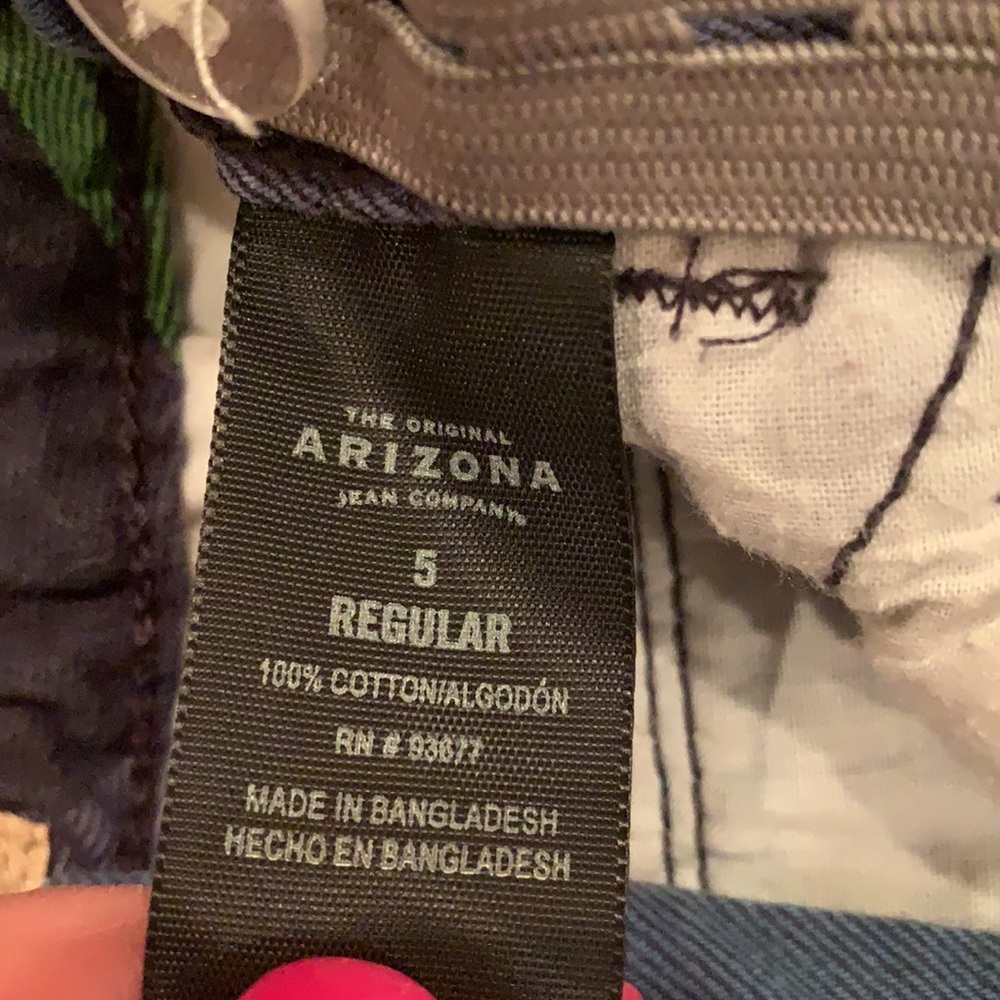 THE ORIGINAL
ARIZONA
JEAN COMPANY®
5
REGULAR
100% COTTON/ALGODÓN
RN # 93677
MADE IN BANGLADESH
HECHO EN BANGLADESH